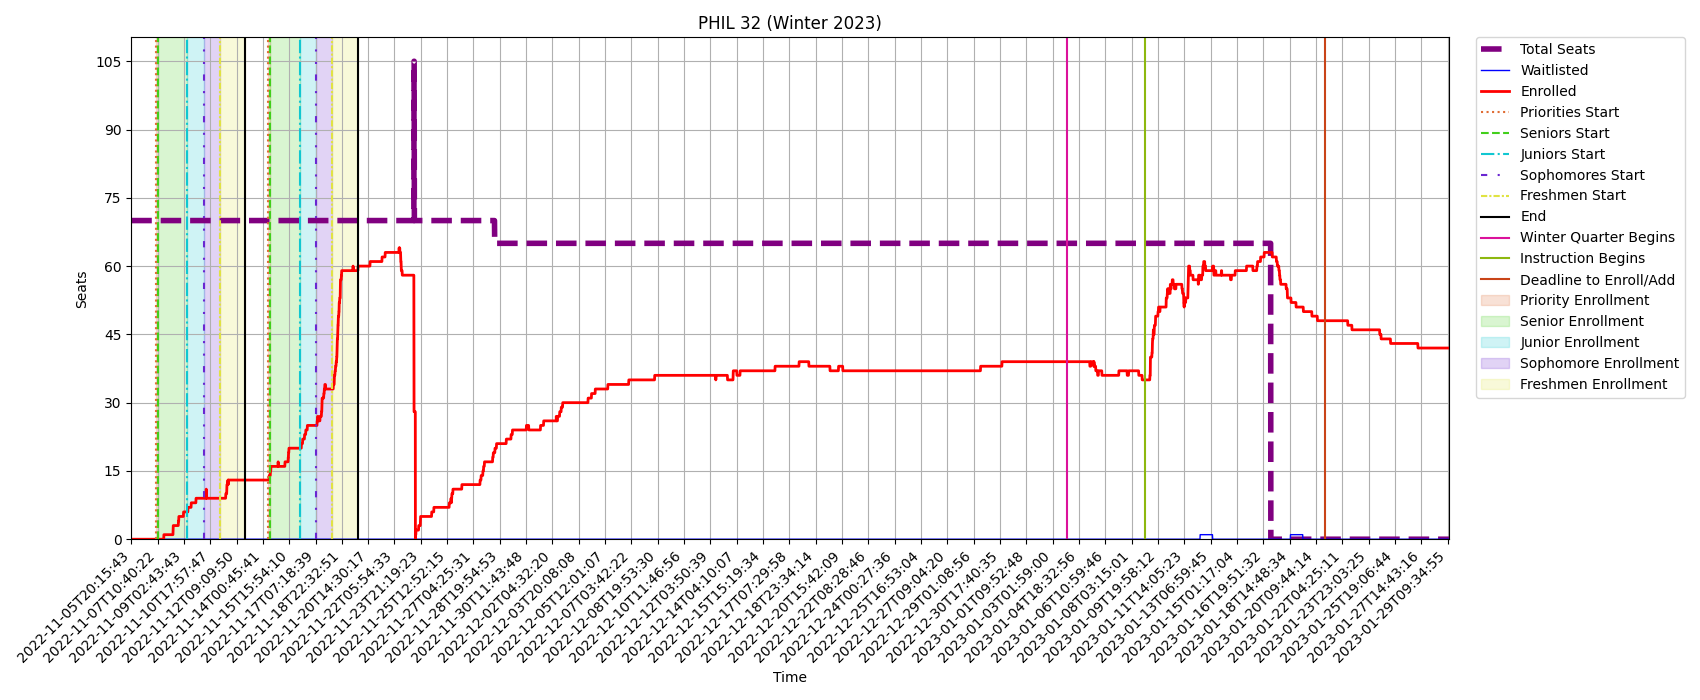 PHIL 32 (Winter 2023)
Seats
105
90
75
60
45
30
15
0
2022-11-05T20:15:43
2022-11-07T10:40:22
2022-11-09T02:43:43
2022-11-10T17:57:47
2022-11-12T09:09:50
2022-11-14T00:45:41
2022-11-15T15:54:10
2022-11-17T07:18:39
2022-11-18T22:32:51
2022-11-20T14:30:17
2022-11-22T05:54:33
2022-11-23T21:19:23
2022-11-25T12:52:15
2022-11-27T04:25:31
2022-11-28T19:54:53
2022-11-30T11:43:48
2022-12-02T04:32:20
2022-12-03T20:08:08
2022-12-05T12:01:07
2022-12-07T03:42:22
2022-12-08T19:53:30
2022-12-10T11:46:56
2022-12-12T03:50:39
2022-12-14T04:10:07
2022-12-15T15:19:34
2022-12-17T07:29:58
2022-12-18T23:34:14
2022-12-20T15:42:09
2022-12-22T08:28:46
2022-12-24T00:27:36
2022-12-25T16:53:04
2022-12-27T09:04:20
2022-12-29T01:08:56
2022-12-30T17:40:35
2023-01-01T09:52:48
2023-01-03T01:59:00
2023-01-04T18:32:56
2023-01-06T10:59:46
2023-01-08T03:15:01
2023-01-09T19:58:12
2023-01-11T14:05:23
2023-01-13T06:59:45
2023-01-15T01:17:04
2023-01-16T19:51:32
2023-01-18T14:48:34
2023-01-20T09:44:14
2023-01-22T04:25:11
2023-01-23T23:03:25
2023-01-25T19:06:44
2023-01-27T14:43:16
2023-01-29T09:34:55
Time
Total Seats
Waitlisted
Enrolled
Priorities Start
Seniors Start
Juniors Start
Sophomores Start
Freshmen Start
End
Winter Quarter Begins
Instruction Begins
Deadline to Enroll/Add
Priority Enrollment
Senior Enrollment
Junior Enrollment
Sophomore Enrollment
Freshmen Enrollment